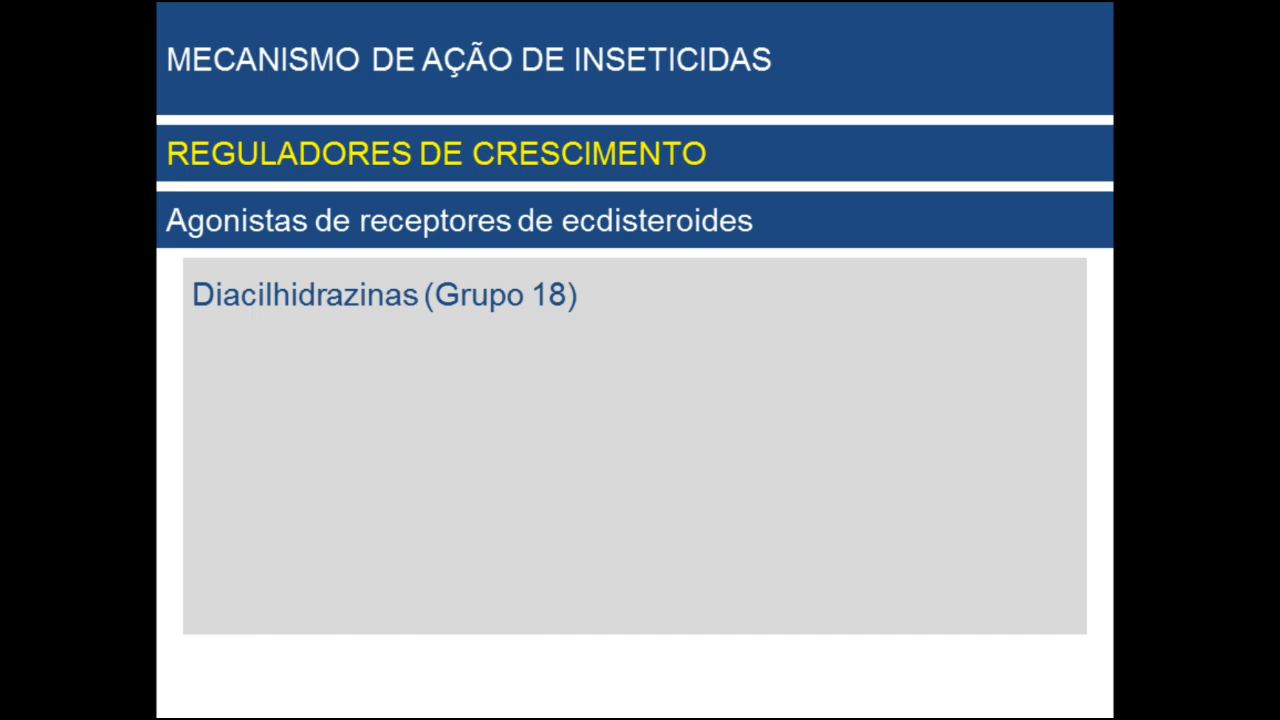 MECANISMO DE AÇÃO DE INSETICIDAS
REGULADORES DE CRESCIMENTO
Agonistas de receptores de ecdisteroides
Diacilhidrazinas (Grupo 18)